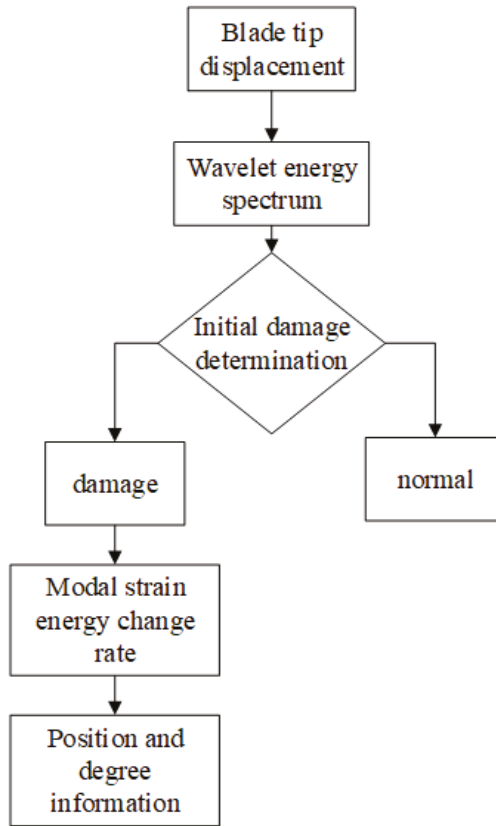 Blade tip
displacement
Wavelet energy
spectrum
Initial damage
determination
damage
normal
Modal strain
energy change
rate
Position and
degree
information